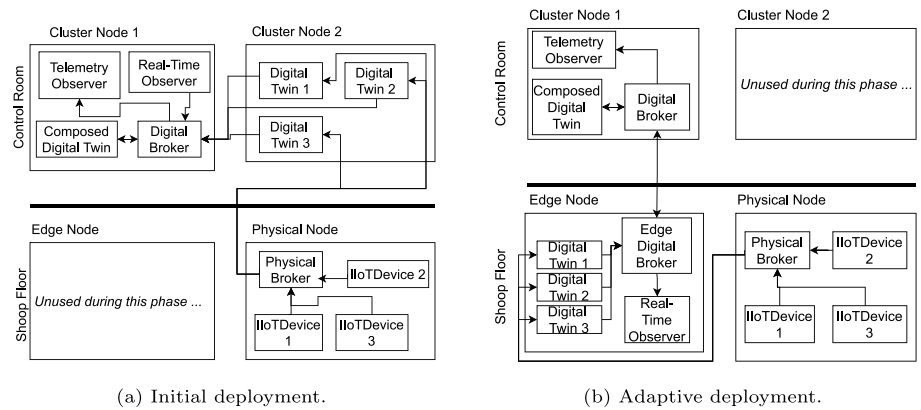 Cluster Node 1
Cluster Node 2
Control Room
Telemetry
Observer
Real-Time
Observer
Composed
Digital Twin
Digital
Broker
Digital
Twin 1
Digital
Twin 2
Digital
Twin 3
Edge Node
Physical Node
Shoop Floor
Unused during this phase ...
Physical
Broker
IIoTDevice 2
IIoTDevice
1
IIoTDevice
3
(a) Initial deployment.
Cluster Node 1
Cluster Node 2
Control Room
Telemetry
Observer
Composed
Digital
Twin
Digital
Broker
Unused during this phase ...
Edge Node
Physical Node
Shoop Floor
Digital
Twin 1
Digital
Twin 2
Digital
Twin 3
Edge
Digital
Broker
Real-
Time
Observer
Physical
Broker
IIoTDevice
2
IIoTDevice
1
IIoTDevice
3
(b) Adaptive deployment.